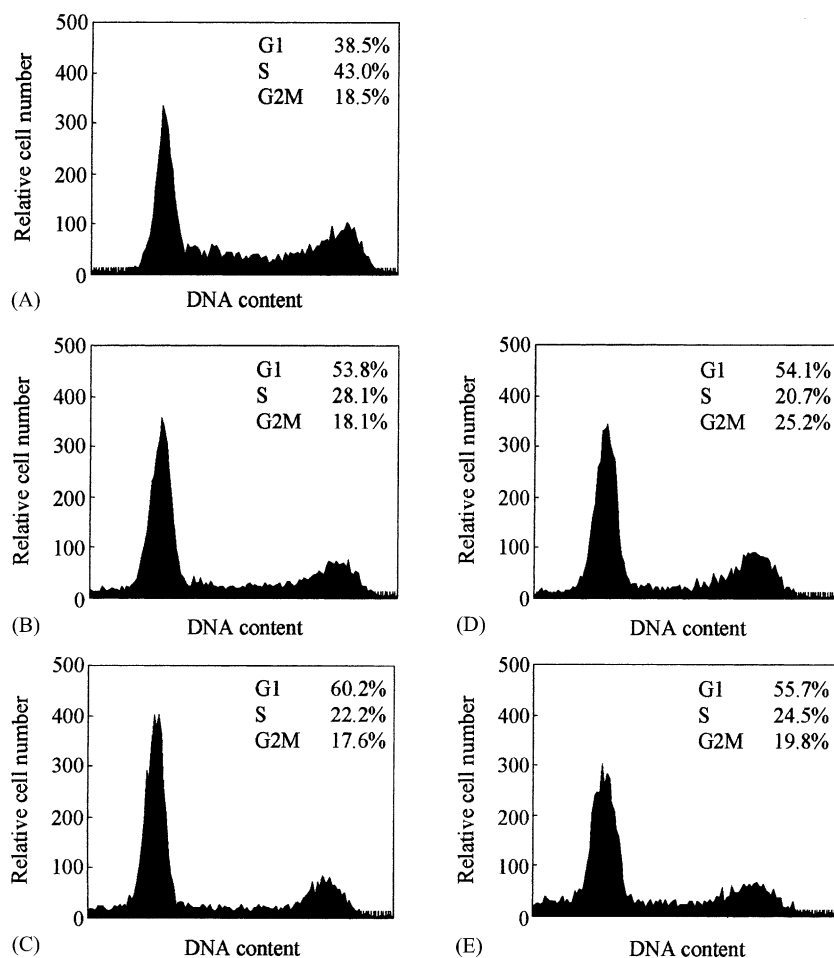 500
400
300
200
100
0
Relative cell number
G1 38.5%
S 43.0%
G2M 18.5%
(A)
DNA content
500
400
300
200
100
0
Relative cell number
G1 53.8%
S 28.1%
G2M 18.1%
(B)
DNA content
500
400
300
200
100
0
Relative cell number
G1 54.1%
S 20.7%
G2M 25.2%
(D)
DNA content
500
400
300
200
100
0
Relative cell number
G1 60.2%
S 22.2%
G2M 17.6%
(C)
DNA content
500
400
300
200
100
0
Relative cell number
G1 55.7%
S 24.5%
G2M 19.8%
(E)
DNA content